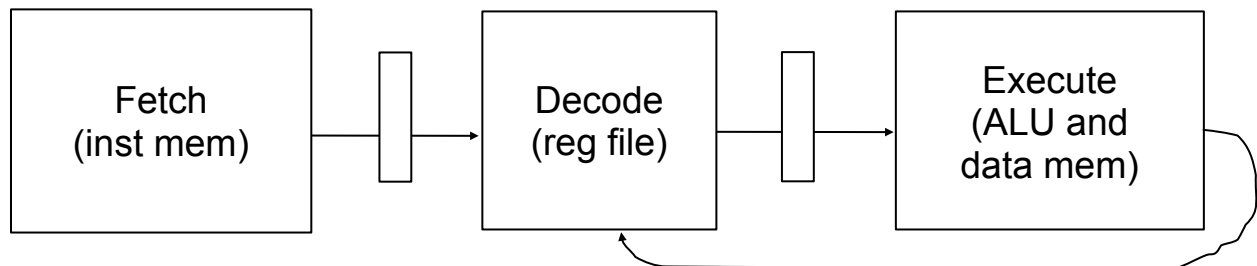 Fetch
(inst mem)
Decode
(reg file)
Execute
(ALU and
data mem)